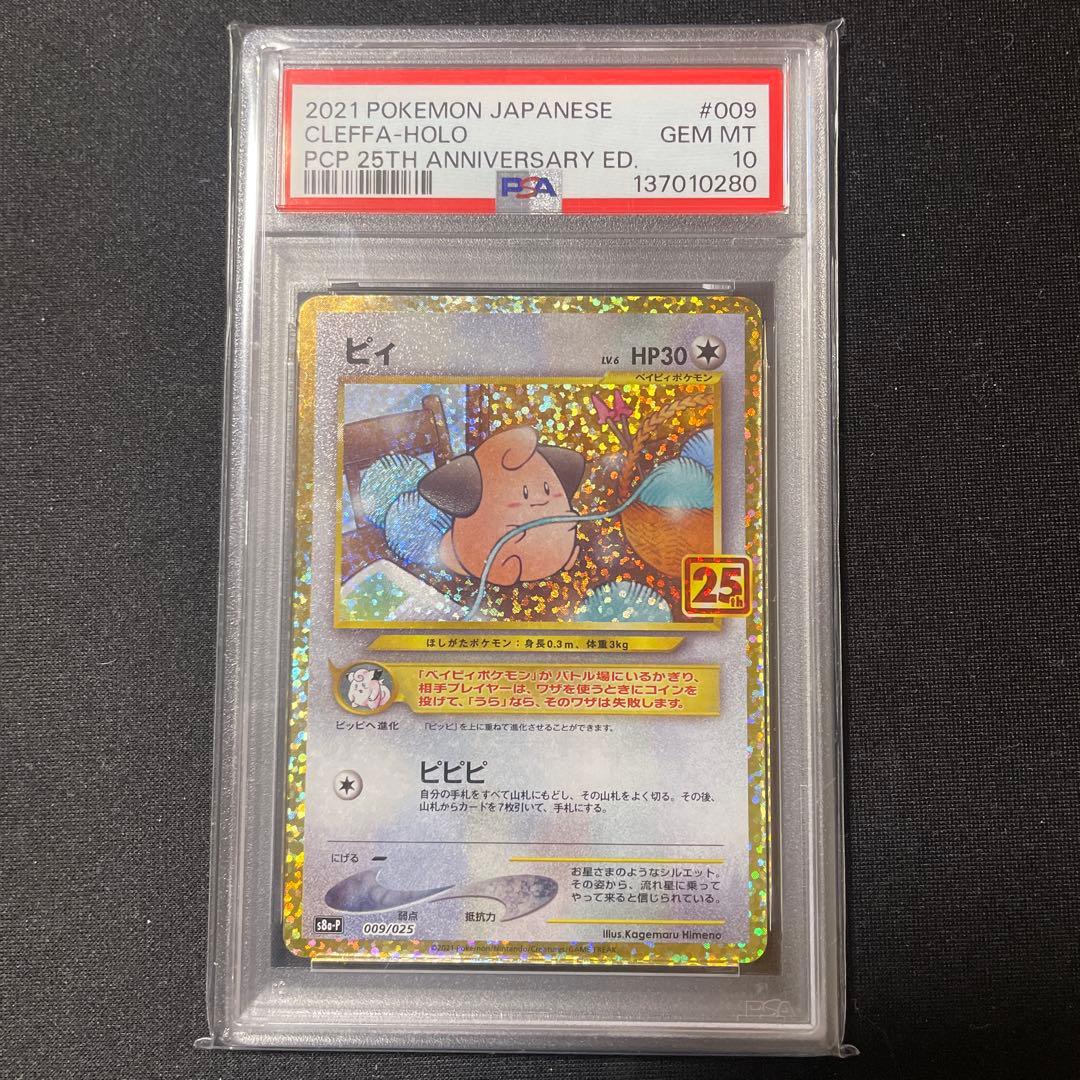 2021 POKEMON JAPANESE #009
CLEFFA-HOLO GEM MT
PCP 25TH ANNIVERSARY ED. 10
PSA 137010280
ピィ LV.6 HP30
ベイビィポケモン
25th
ほしがたポケモン:身長0.3m、体重3kg
「ベイビィポケモン」が バトル場にいるかぎり、
相手プレイヤーは、ワザを使うときにコインを
投げて、「うら」なら、そのワザは失敗します。
ピッピへ進化 「ピッピ」を上に重ねて進化させることができます。
ピピピ
自分の手札をすべて山札にもどし、その山札をよく切る。その後、
山札からカードを7枚引いて、手札にする。
にげる
お星さまのようなシルエット。
その姿から、流れ星に乗って
やって来ると信じられている。
弱点 抵抗力
s8a-P 009/025
Illus.Kagemaru Himeno
©2021 Pokémon/Nintendo/Creatures/GAME FREAK
PSA